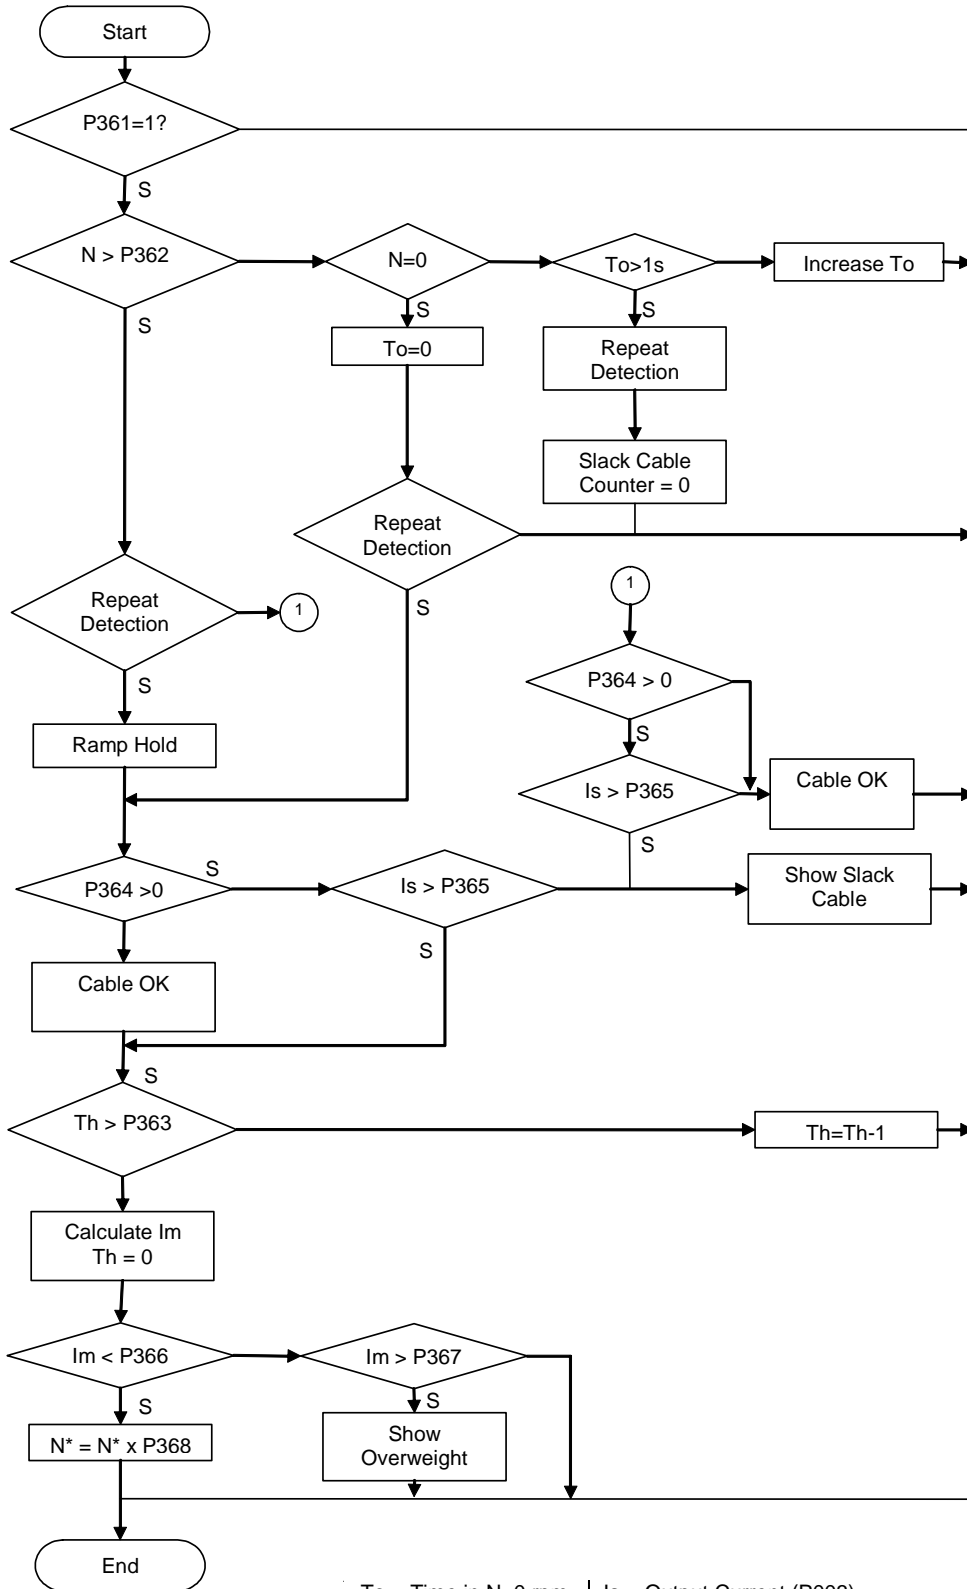 Start
P361=1?
S
N > P362
N=0
To>1s
Increase To
S
S
S
To=0
Repeat
Detection
Slack Cable
Counter = 0
Repeat
Detection
Repeat
Detection
1
1
S
S
P364 > 0
S
Ramp Hold
Is > P365
Cable OK
S
P364 >0
S
Is > P365
Show Slack
Cable
S
Cable OK
S
Th > P363
Th=Th-1
Calculate Im
Th = 0
Im < P366
Im > P367
S
S
N* = N* x P368
Show
Overweight
End